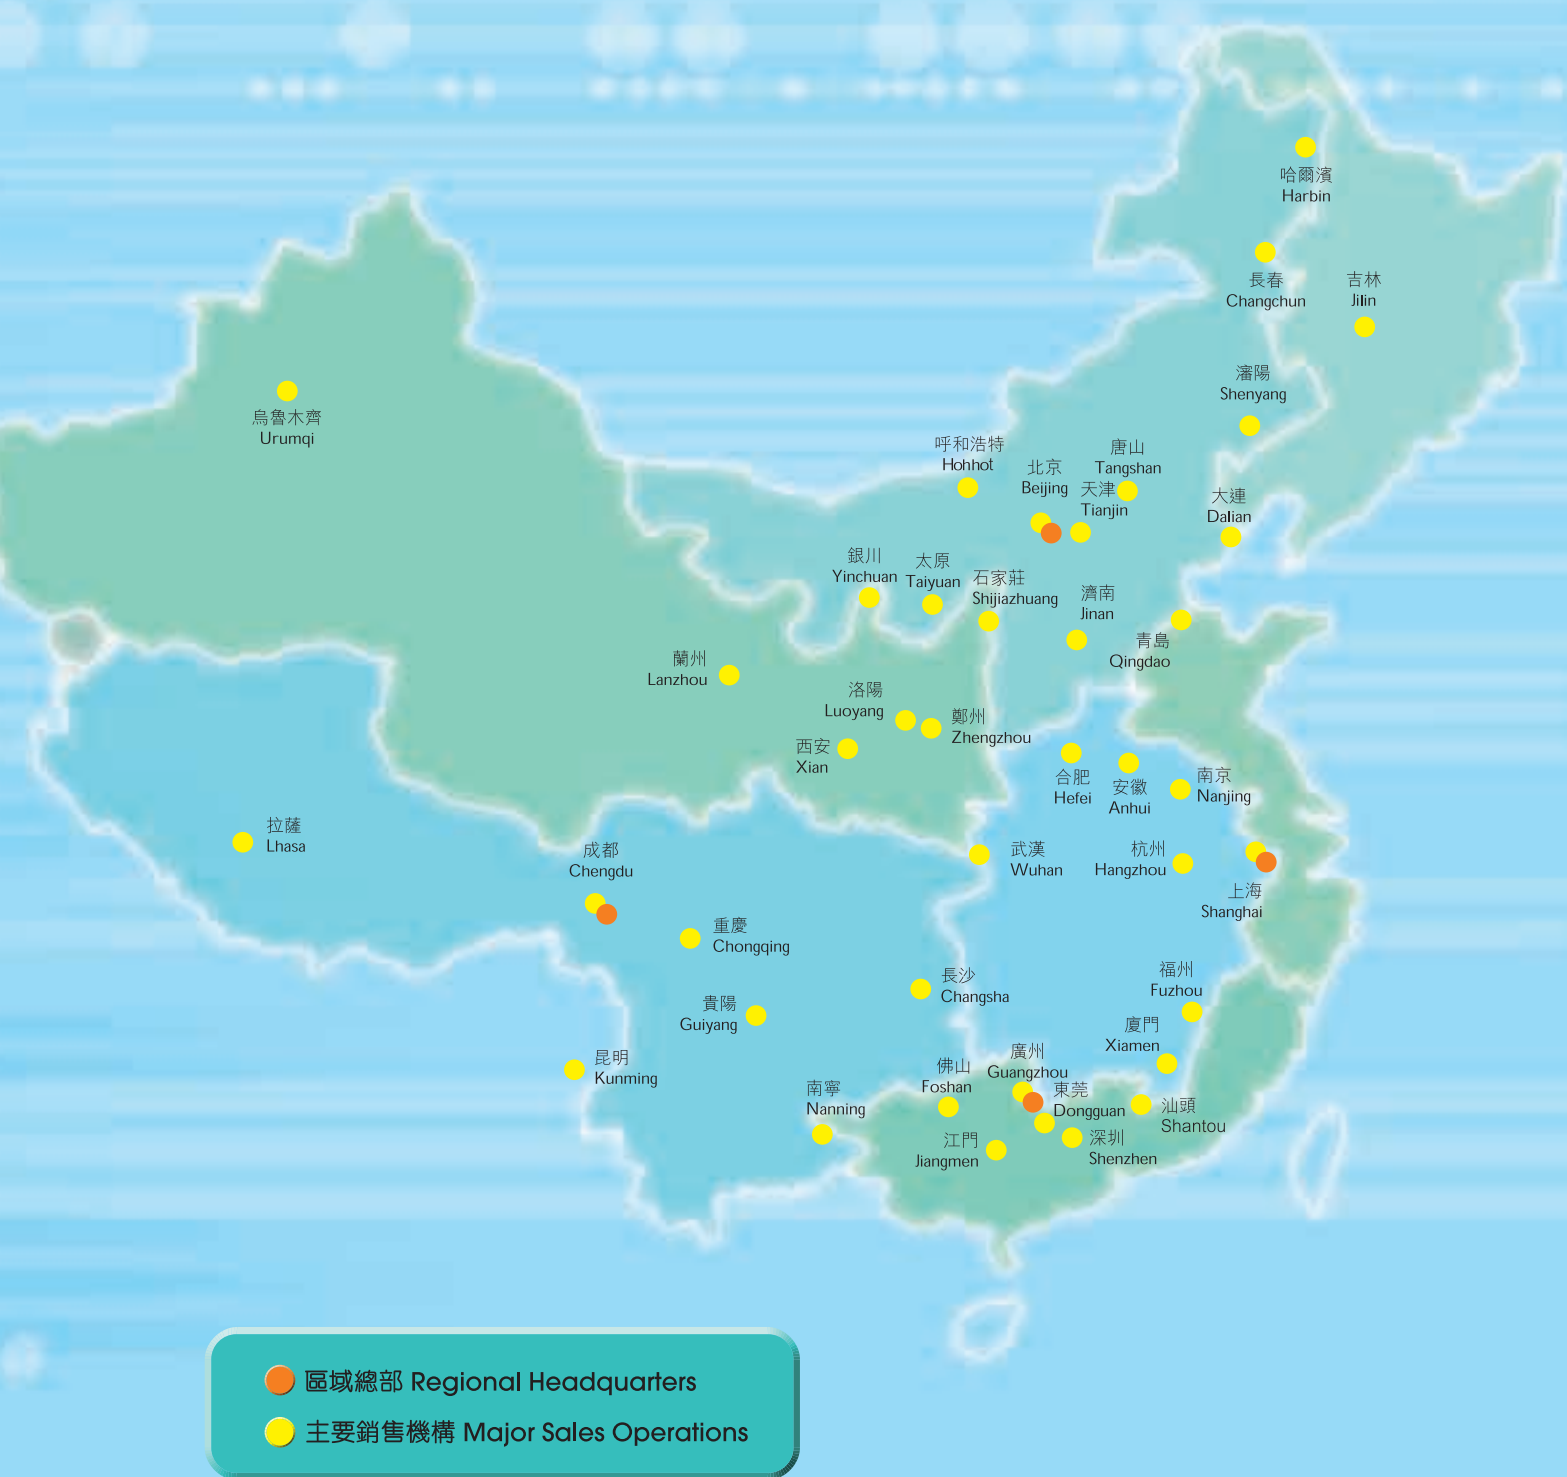 哈爾濱
Harbin
長春
Changchun
吉林
Jilin
瀋陽
Shenyang
烏魯木齊
Urumqi
呼和浩特
Hohhot
北京
Beijing
唐山
Tangshan
天津
Tianjin
大連
Dalian
銀川
Yinchuan
太原
Taiyuan
石家莊
Shijiazhuang
濟南
Jinan
青島
Qingdao
蘭州
Lanzhou
洛陽
Luoyang
鄭州
Zhengzhou
西安
Xian
合肥
Hefei
安徽
Anhui
南京
Nanjing
拉薩
Lhasa
成都
Chengdu
武漢
Wuhan
杭州
Hangzhou
上海
Shanghai
重慶
Chongqing
長沙
Changsha
福州
Fuzhou
貴陽
Guiyang
廈門
Xiamen
昆明
Kunming
佛山
Foshan
廣州
Guangzhou
東莞
Dongguan
南寧
Nanning
汕頭
Shantou
江門
Jiangmen
深圳
Shenzhen
區域總部 Regional Headquarters
主要銷售機構 Major Sales Operations